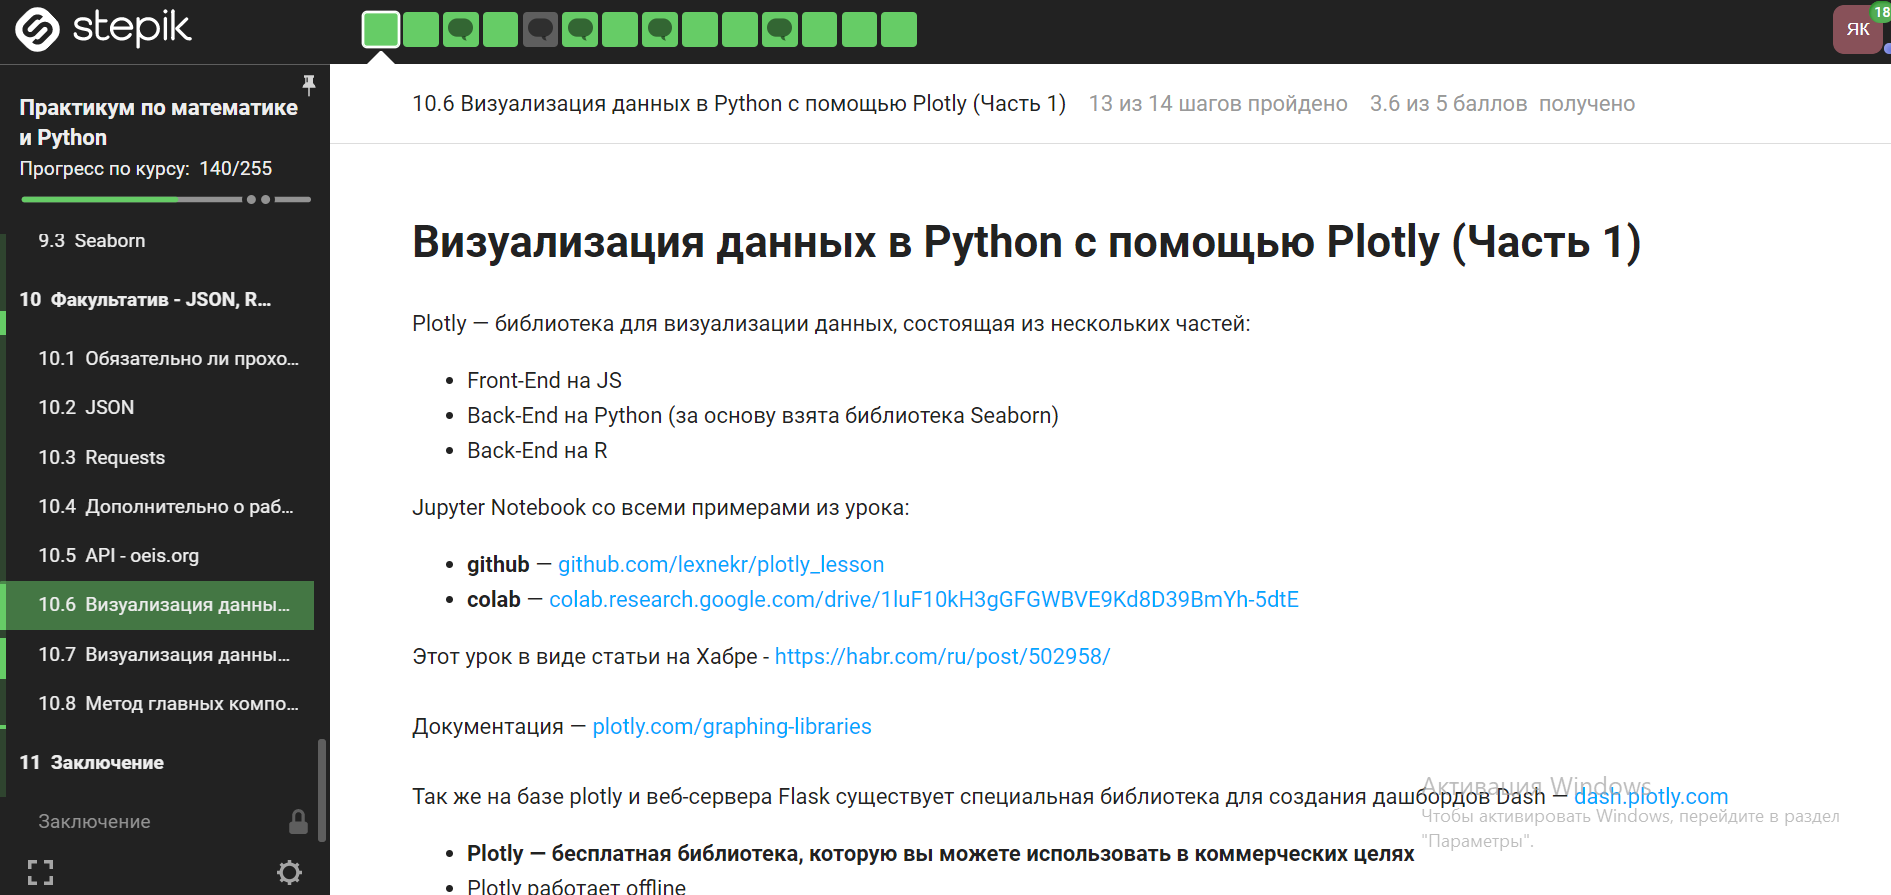 stepik
ЯК
18
Практикум по математике
и Python
Прогресс по курсу: 140/255
9.3 Seaborn
10 Факультатив - JSON, R...
10.1 Обязательно ли прохо...
10.2 JSON
10.3 Requests
10.4 Дополнительно о раб...
10.5 API - oeis.org
10.6 Визуализация данны...
10.7 Визуализация данны...
10.8 Метод главных компо...
11 Заключение
Заключение
10.6 Визуализация данных в Python с помощью Plotly (Часть 1) 13 из 14 шагов пройдено 3.6 из 5 баллов получено
Визуализация данных в Python с помощью Plotly (Часть 1)
Plotly — библиотека для визуализации данных, состоящая из нескольких частей:
• Front-End на JS
• Back-End на Python (за основу взята библиотека Seaborn)
• Back-End на R
Jupyter Notebook со всеми примерами из урока:
• github — github.com/lexnekr/plotly_lesson
• colab — colab.research.google.com/drive/1luF10kH3gGFGWBVE9Kd8D39BmYh-5dtE
Этот урок в виде статьи на Хабре - https://habr.com/ru/post/502958/
Документация — plotly.com/graphing-libraries
Так же на базе plotly и веб-сервера Flask существует специальная библиотека для создания дашбордов Dash — dash.plotly.com
• Plotly — бесплатная библиотека, которую вы можете использовать в коммерческих целях
• Plotly работает offline
Активация Windows
Чтобы активировать Windows, перейдите в раздел
"Параметры".